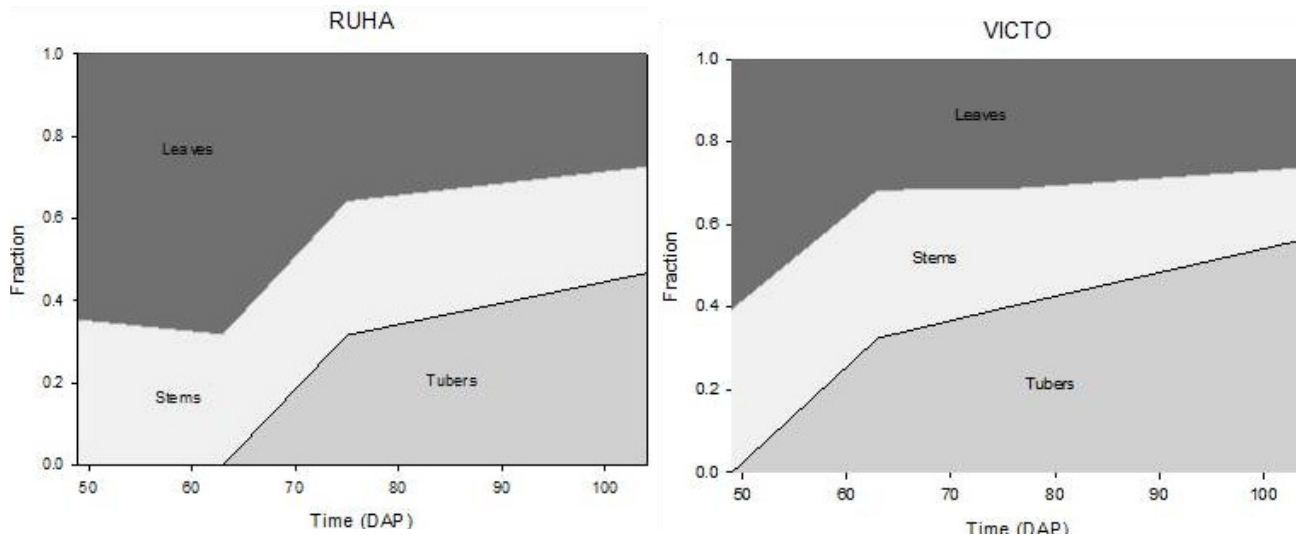 RUHA
1.0
0.8
0.6
0.4
0.2
0.0
Fraction
Leaves
Stems
Tubers
50 60 70 80 90 100
Time (DAP)
VICTO
1.0
0.8
0.6
0.4
0.2
0.0
Fraction
Leaves
Stems
Tubers
50 60 70 80 90 100
Time (DAP)